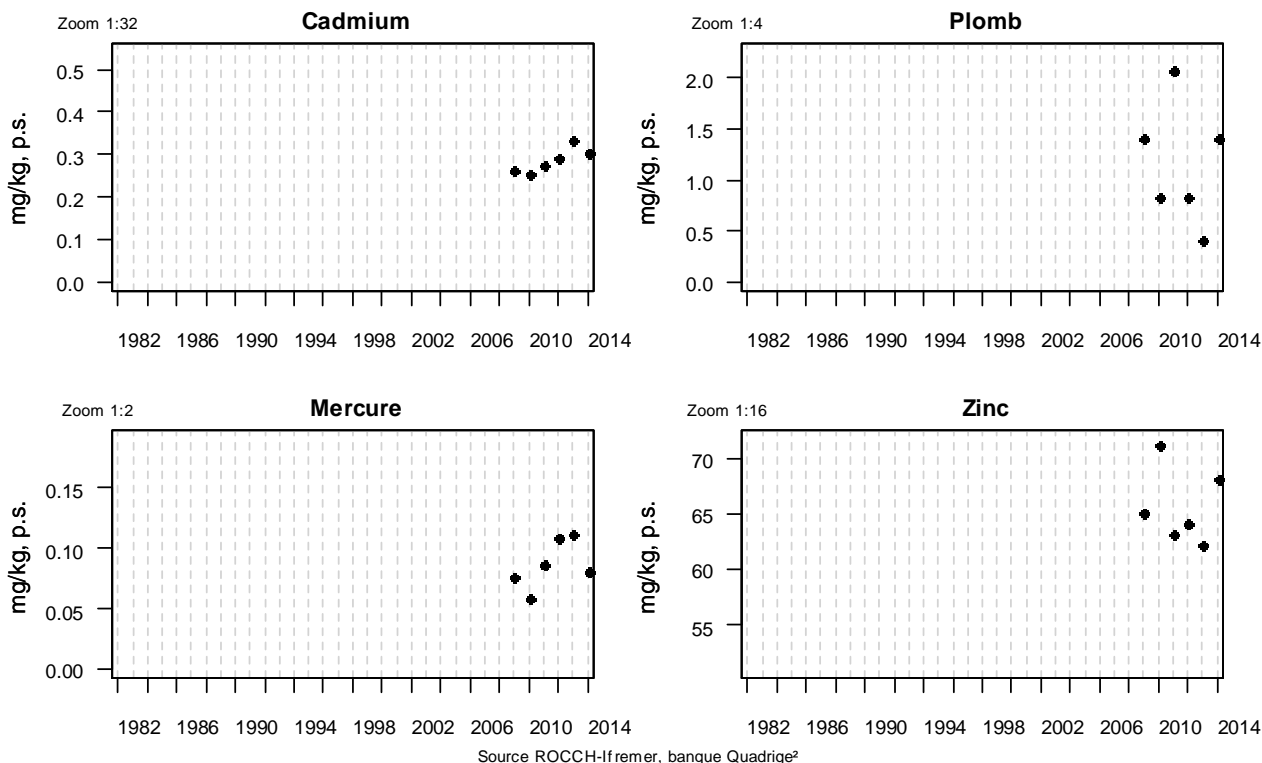 Zoom 1:32
Cadmium
mg/kg, p.s.
0.5
0.4
0.3
0.2
0.1
0.0
1982 1986 1990 1994 1998 2002 2006 2010 2014
Zoom 1:4
Plomb
mg/kg, p.s.
2.0
1.5
1.0
0.5
0.0
1982 1986 1990 1994 1998 2002 2006 2010 2014
Zoom 1:2
Mercure
mg/kg, p.s.
0.15
0.10
0.05
0.00
1982 1986 1990 1994 1998 2002 2006 2010 2014
Zoom 1:16
Zinc
mg/kg, p.s.
70
65
60
55
1982 1986 1990 1994 1998 2002 2006 2010 2014
Source ROCCH-Ifremer, banque Quadrige²